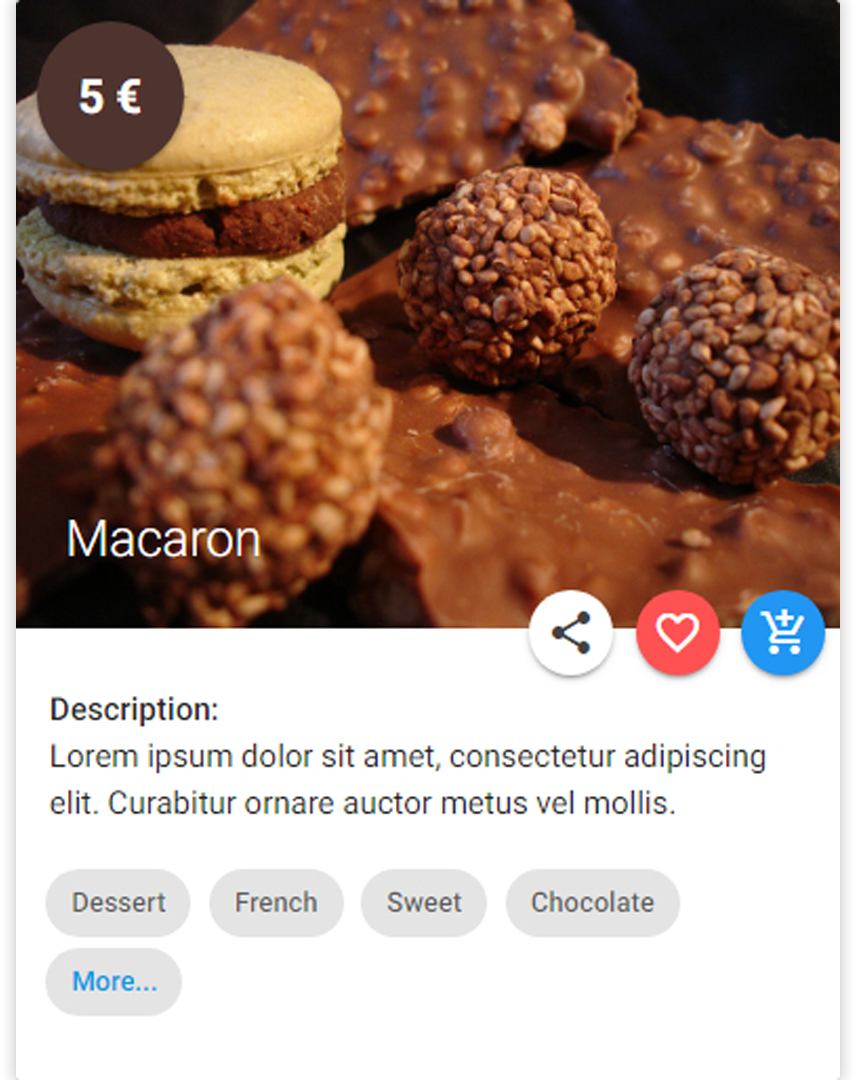 5 €
Macaron
Description:
Lorem ipsum dolor sit amet, consectetur adipiscing
elit. Curabitur ornare auctor metus vel mollis.
Dessert French Sweet Chocolate
More...